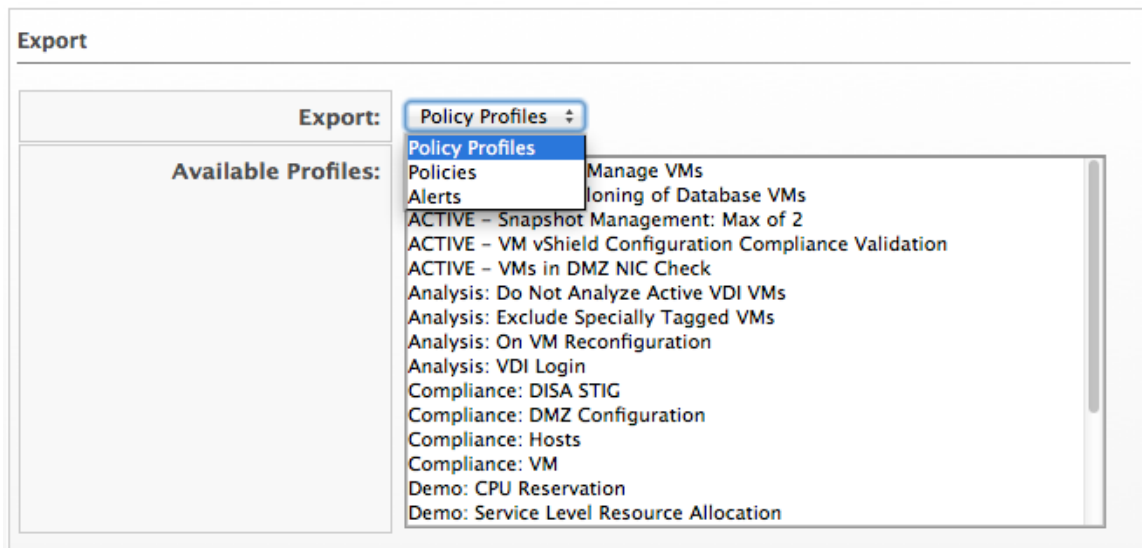 Export
Export: Policy Profiles
Policy Profiles
Policies
Alerts
Available Profiles:
Manage VMs
loning of Database VMs
ACTIVE – Snapshot Management: Max of 2
ACTIVE – VM vShield Configuration Compliance Validation
ACTIVE – VMs in DMZ NIC Check
Analysis: Do Not Analyze Active VDI VMs
Analysis: Exclude Specially Tagged VMs
Analysis: On VM Reconfiguration
Analysis: VDI Login
Compliance: DISA STIG
Compliance: DMZ Configuration
Compliance: Hosts
Compliance: VM
Demo: CPU Reservation
Demo: Service Level Resource Allocation